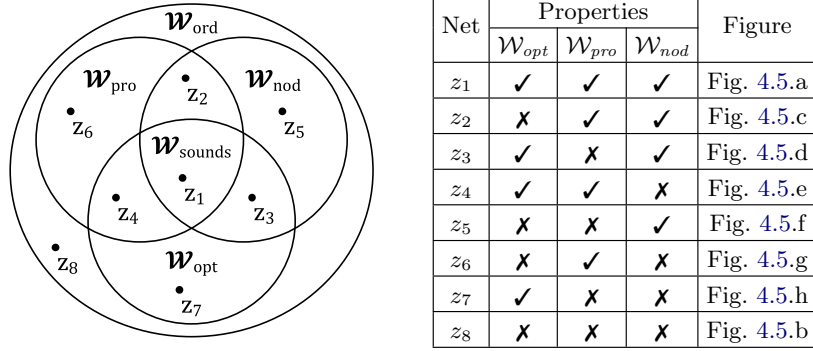 𝓦ord
𝓦pro
𝓦nod
z2
z6
z5
𝓦sounds
z1
z4
z3
𝓦opt
z8
z7
Net Properties Figure
𝒲opt 𝒲pro 𝒲nod
z1 ✓ ✓ ✓ Fig. 4.5.a
z2 ✗ ✓ ✓ Fig. 4.5.c
z3 ✓ ✗ ✓ Fig. 4.5.d
z4 ✓ ✓ ✗ Fig. 4.5.e
z5 ✗ ✗ ✓ Fig. 4.5.f
z6 ✗ ✓ ✗ Fig. 4.5.g
z7 ✓ ✗ ✗ Fig. 4.5.h
z8 ✗ ✗ ✗ Fig. 4.5.b